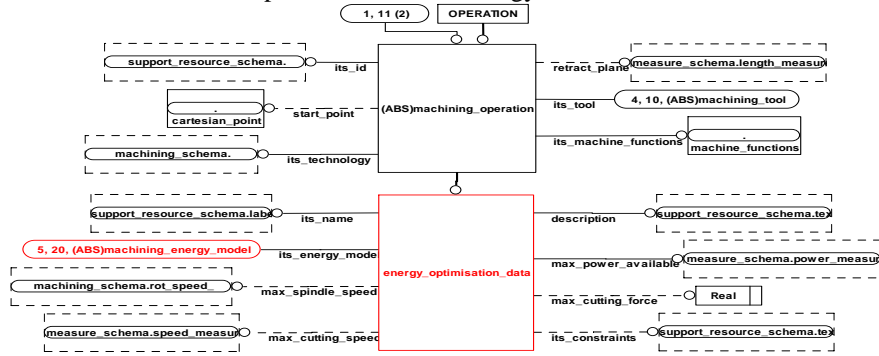 1, 11 (2)
OPERATION
support_resource_schema.
its_id
retract_plane
measure_schema.length_measur
(ABS)machining_operation
its_tool
4, 10, (ABS)machining_tool
.
cartesian_point
start_point
its_machine_functions
.
machine_functions
machining_schema.
its_technology
support_resource_schema.labe
its_name
description
support_resource_schema.tex
5, 20, (ABS)machining_energy_model
its_energy_model
energy_optimisation_data
max_power_available
measure_schema.power_measur
machining_schema.rot_speed_
max_spindle_speed
max_cutting_force
Real
measure_schema.speed_measur
max_cutting_speed
its_constraints
support_resource_schema.tex